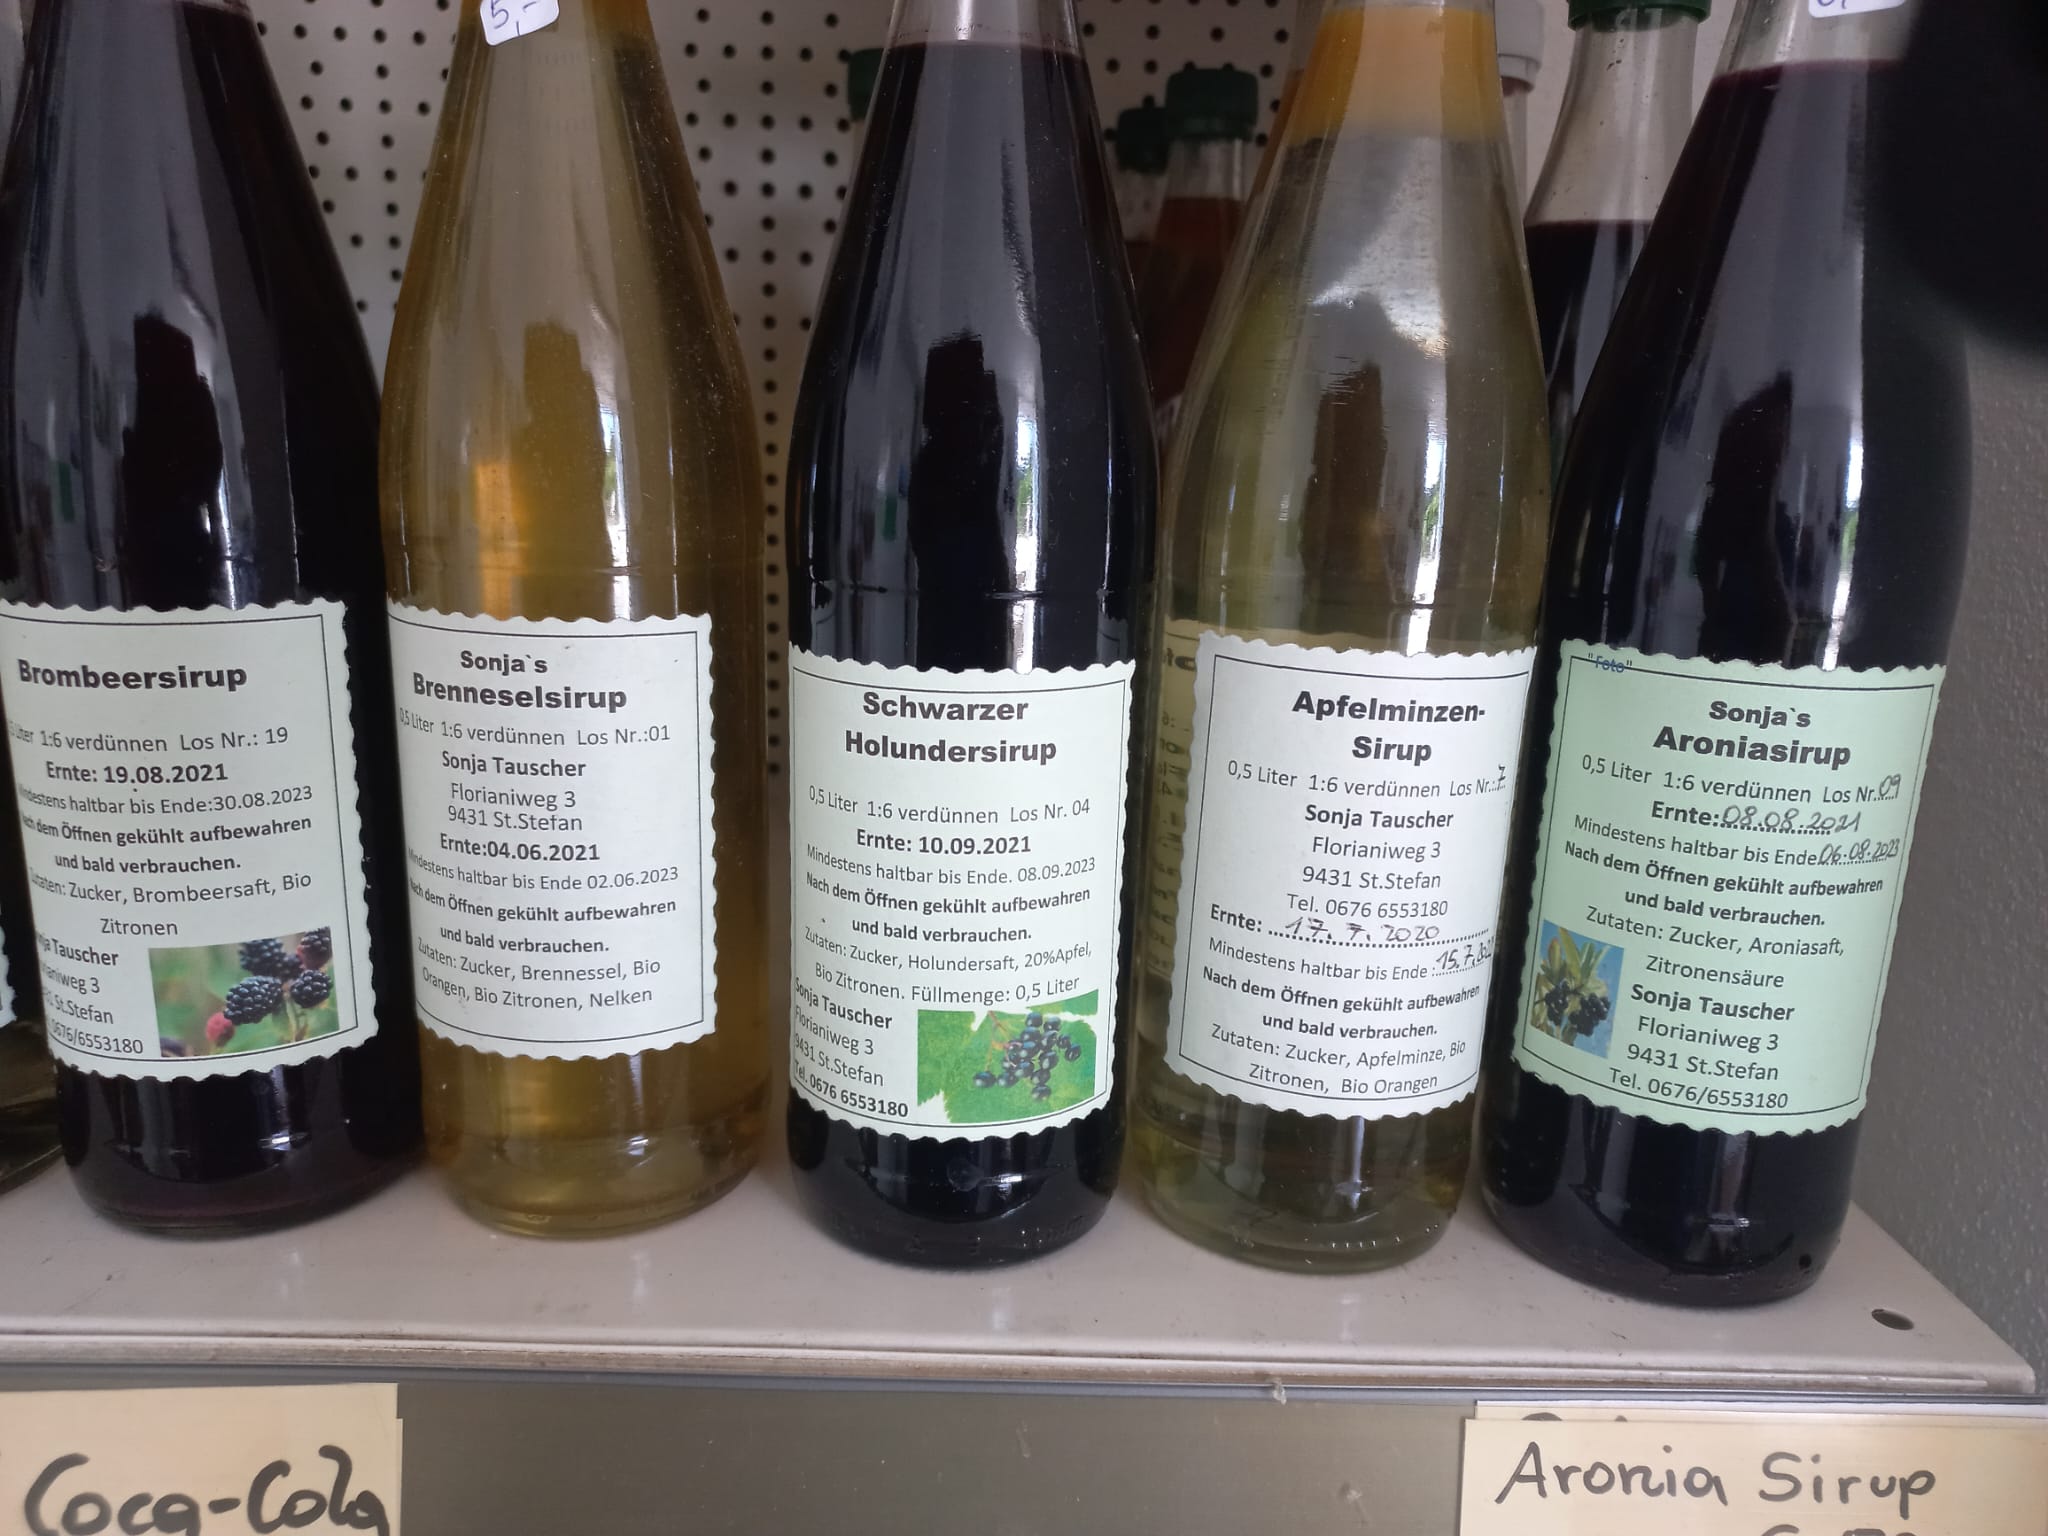 5,-
Brombeersirup
Liter 1:6 verdünnen Los Nr.: 19
Ernte: 19.08.2021
Mindestens haltbar bis Ende:30.08.2023
Nach dem Öffnen gekühlt aufbewahren
und bald verbrauchen.
Zutaten: Zucker, Brombeersaft, Bio
Zitronen
Tauscher
3
St.Stefan
0676/6553180
Sonja`s
Brenneselsirup
0,5 Liter 1:6 verdünnen Los Nr.:01
Sonja Tauscher
Florianiweg 3
9431 St.Stefan
Ernte:04.06.2021
Mindestens haltbar bis Ende 02.06.2023
Nach dem Öffnen gekühlt aufbewahren
und bald verbrauchen.
Zutaten: Zucker, Brennessel, Bio
Orangen, Bio Zitronen, Nelken
Schwarzer
Holundersirup
0,5 Liter 1:6 verdünnen Los Nr. 04
Ernte: 10.09.2021
Mindestens haltbar bis Ende. 08.09.2023
Nach dem Öffnen gekühlt aufbewahren
und bald verbrauchen.
Zutaten: Zucker, Holundersaft, 20%Apfel,
Bio Zitronen. Füllmenge: 0,5 Liter
Sonja Tauscher
Florianiweg 3
9431 St.Stefan
Tel. 0676 6553180
Apfelminzen-
Sirup
0,5 Liter 1:6 verdünnen Los Nr.:7
Sonja Tauscher
Florianiweg 3
9431 St.Stefan
Tel. 0676 6553180
Ernte: 17. 7. 2020
Mindestens haltbar bis Ende :
Nach dem Öffnen gekühlt aufbewahren
und bald verbrauchen.
Zutaten: Zucker, Apfelminze, Bio
Zitronen, Bio Orangen
"Foto"
Sonja`s
Aroniasirup
0,5 Liter 1:6 verdünnen Los Nr.09
Ernte:08.08.2021
Mindestens haltbar bis Ende 06.08.2023
Nach dem Öffnen gekühlt aufbewahren
und bald verbrauchen.
Zutaten: Zucker, Aroniasaft,
Zitronensäure
Sonja Tauscher
Florianiweg 3
9431 St.Stefan
Tel. 0676/6553180
Coca-Cola
Aronia Sirup